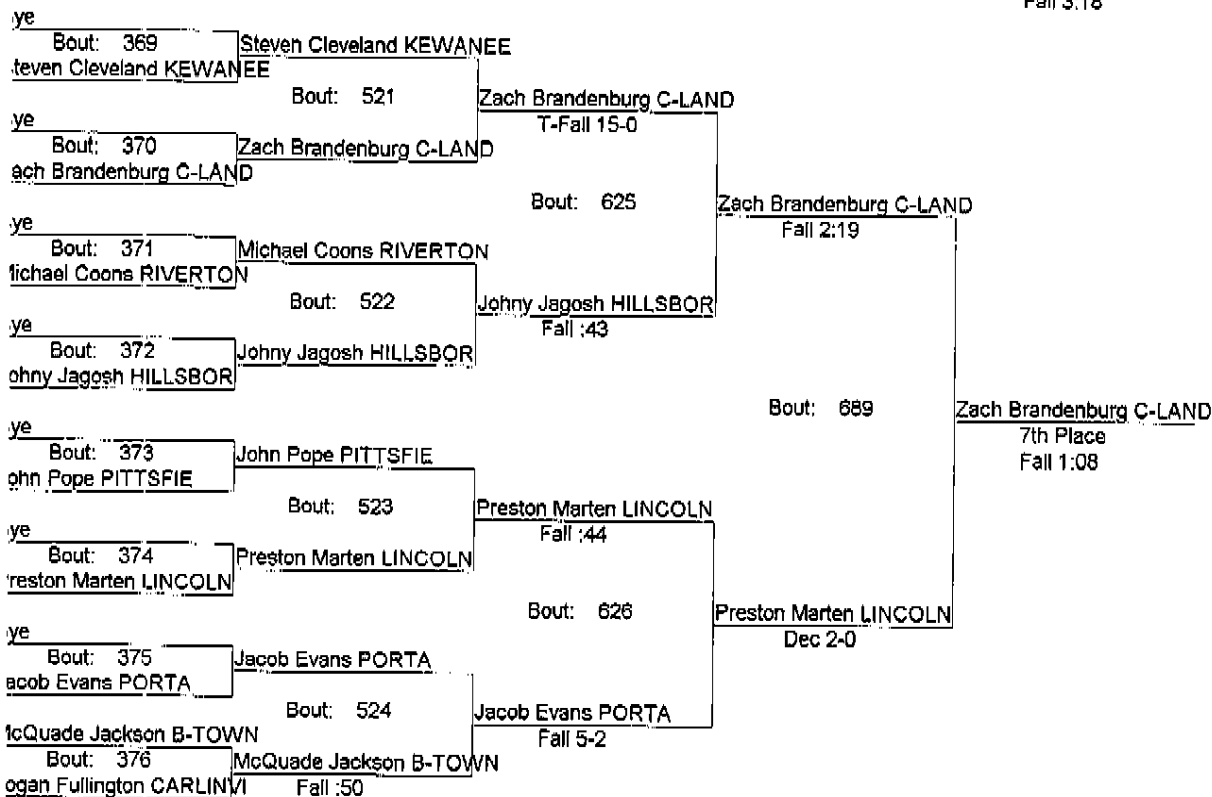 Fall 3:18
ye
Bout: 369
Steven Cleveland KEWANEE
teven Cleveland KEWANEE
Bout: 521
Zach Brandenburg C-LAND
T-Fall 15-0
ye
Bout: 370
Zach Brandenburg C-LAND
ach Brandenburg C-LAND
Bout: 625
Zach Brandenburg C-LAND
Fall 2:19
ye
Bout: 371
Michael Coons RIVERTON
Michael Coons RIVERTON
Bout: 522
Johny Jagosh HILLSBOR
Fall :43
ye
Bout: 372
Johny Jagosh HILLSBOR
ohny Jagosh HILLSBOR
Bout: 689
Zach Brandenburg C-LAND
7th Place
Fall 1:08
ye
Bout: 373
John Pope PITTSFIE
ohn Pope PITTSFIE
Bout: 523
Preston Marten LINCOLN
Fall :44
ye
Bout: 374
Preston Marten LINCOLN
reston Marten LINCOLN
Bout: 626
Preston Marten LINCOLN
Dec 2-0
ye
Bout: 375
Jacob Evans PORTA
acob Evans PORTA
Bout: 524
Jacob Evans PORTA
Fall 5-2
McQuade Jackson B-TOWN
Bout: 376
McQuade Jackson B-TOWN
Fall :50
ogan Fullington CARLINVI